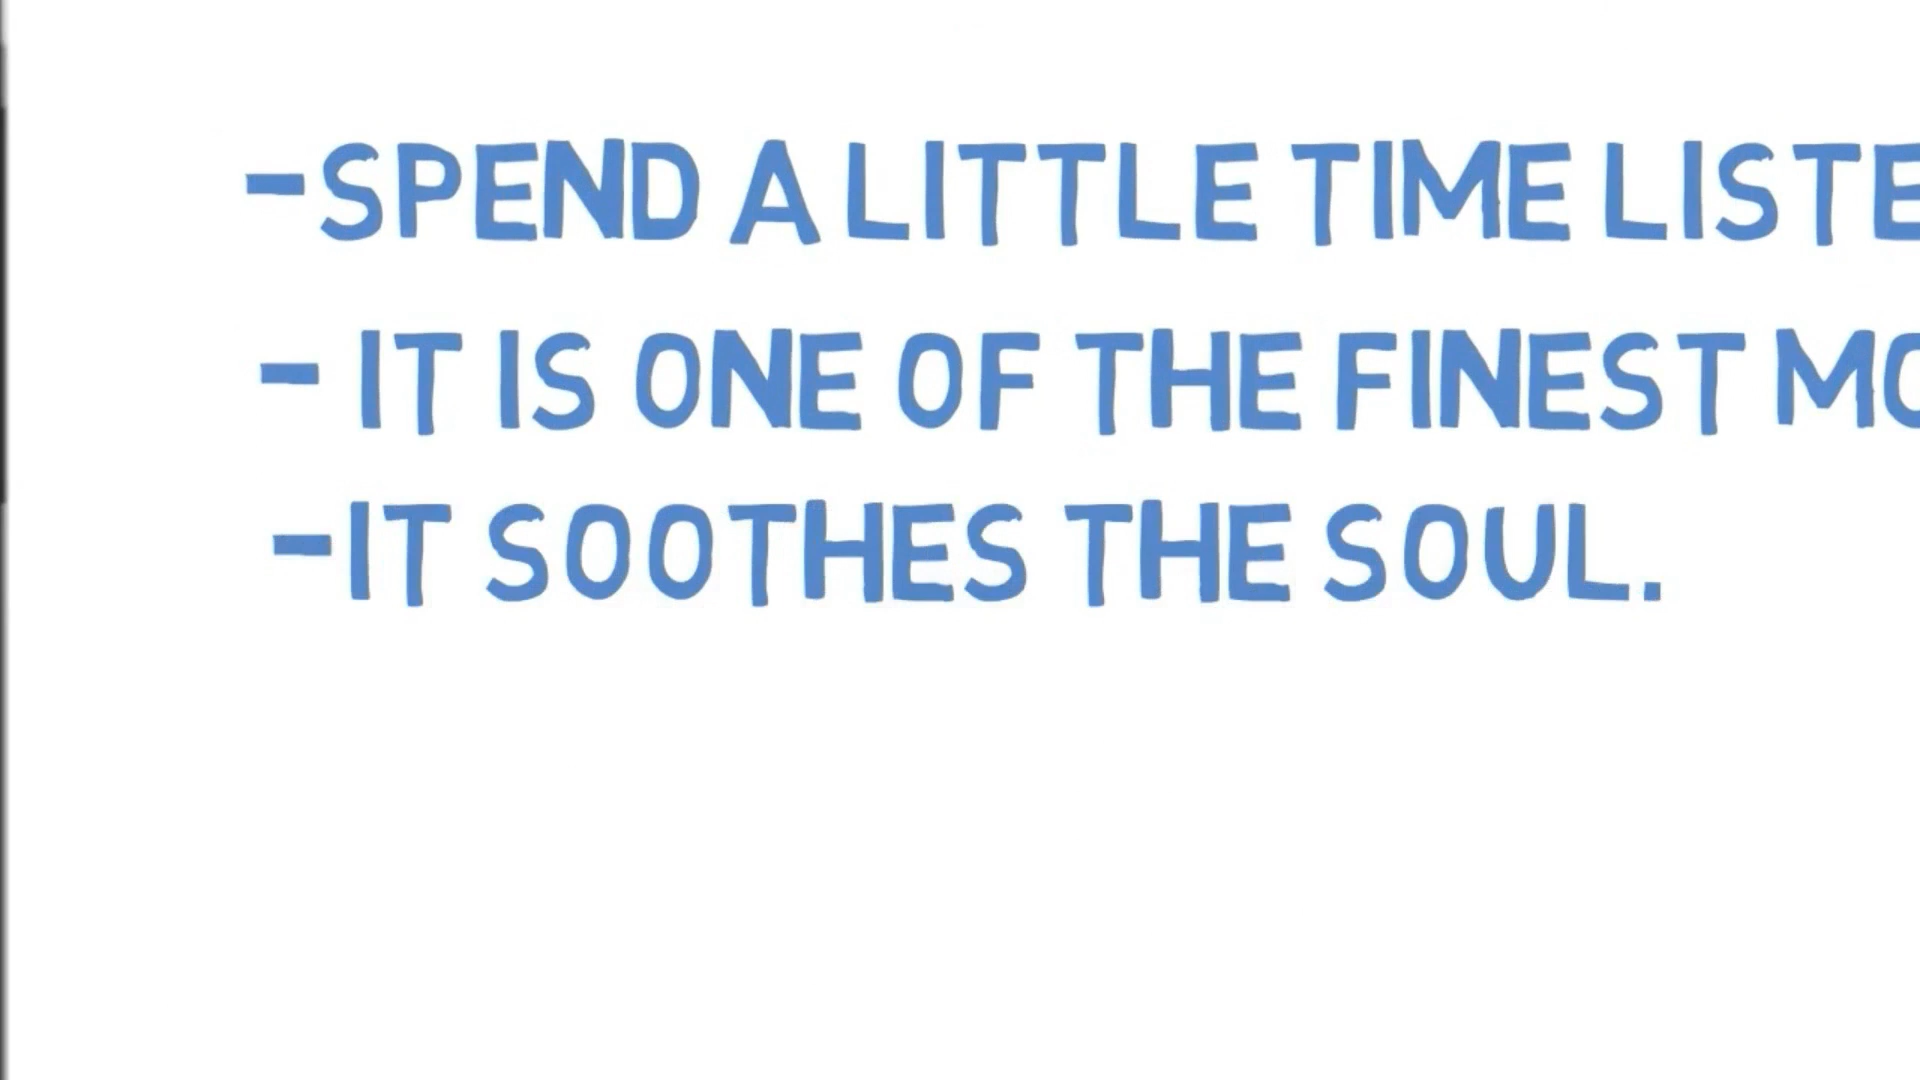 -SPEND A LITTLE TIME LISTE
- IT IS ONE OF THE FINEST MO
-IT SOOTHES THE SOUL.